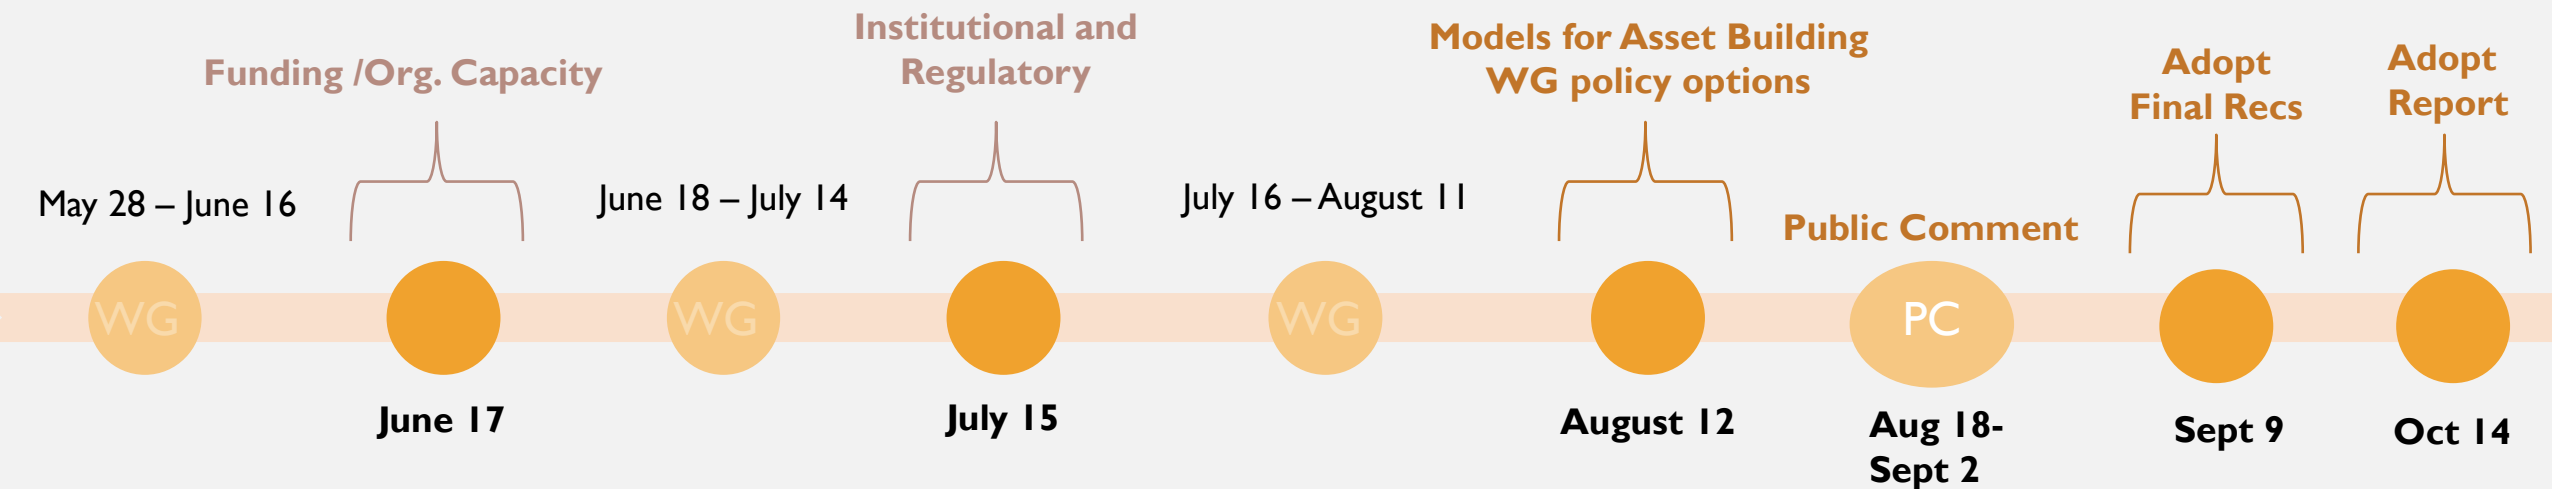 Funding /Org. Capacity
Institutional and
Regulatory
Models for Asset Building
WG policy options
Adopt
Final Recs
Adopt
Report
May 28 – June 16
June 18 – July 14
July 16 – August 11
Public Comment
WG
WG
WG
PC
June 17
July 15
August 12
Aug 18-
Sept 2
Sept 9
Oct 14